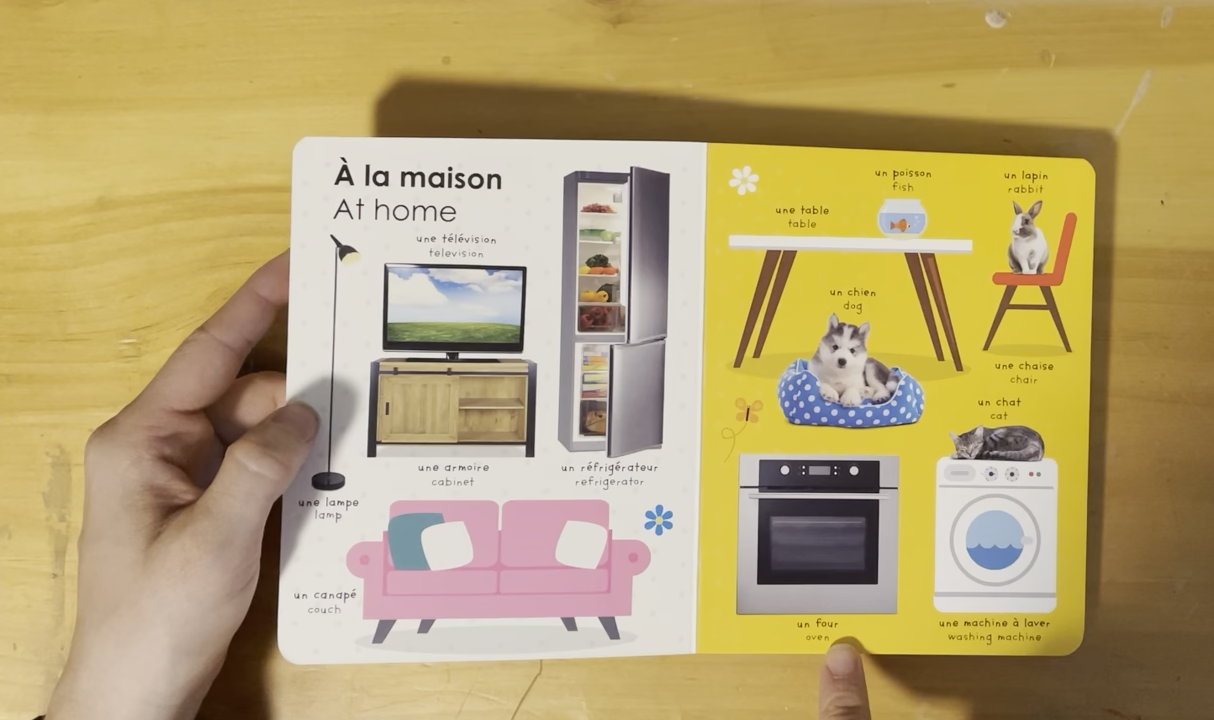 À la maison
At home
une télévision
television
une armoire
cabinet
un réfrigérateur
refrigerator
une lampe
lamp
un canapé
couch
un poisson
fish
un lapin
rabbit
une table
table
un chien
dog
une chaise
chair
un chat
cat
un four
oven
une machine à laver
washing machine